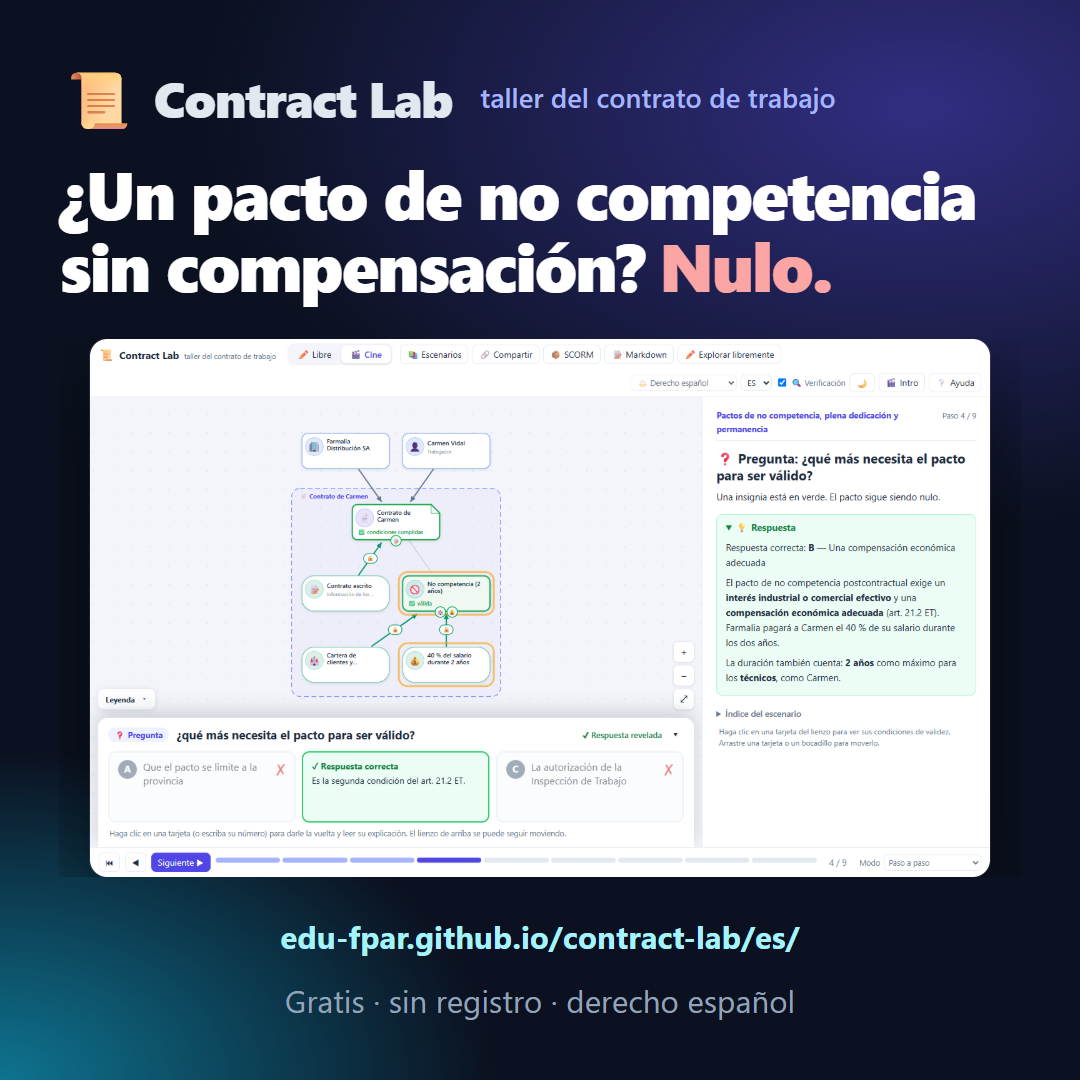 Contract Lab taller del contrato de trabajo
¿Un pacto de no competencia
sin compensación? Nulo.
Contract Lab taller del contrato de trabajo
Libre
Cine
Escenarios
Compartir
SCORM
Markdown
Explorar libremente
Derecho español
ES
Verificación
Intro
Ayuda
Farmalia
Distribución SA
Carmen Vidal
Trabajador
Contrato de Carmen
Contrato de
Carmen
condiciones cumplidas
Contrato escrito
Información de los...
No competencia (2
años)
válida
Cartera de
clientes y...
40 % del salario
durante 2 años
+
−
Leyenda
Pactos de no competencia, plena dedicación y
permanencia
Paso 4 / 9
❓ Pregunta: ¿qué más necesita el pacto
para ser válido?
Una insignia está en verde. El pacto sigue siendo nulo.
Respuesta
Respuesta correcta: B — Una compensación económica
adecuada
El pacto de no competencia postcontractual exige un
interés industrial o comercial efectivo y una
compensación económica adecuada (art. 21.2 ET).
Farmalia pagará a Carmen el 40 % de su salario durante
los dos años.
La duración también cuenta: 2 años como máximo para
los técnicos, como Carmen.
Índice del escenario
Haga clic en una tarjeta del lienzo para ver sus condiciones de validez.
Arrastre una tarjeta o un bocadillo para moverlo.
❓ Pregunta
¿qué más necesita el pacto para ser válido?
✓ Respuesta revelada
A
Que el pacto se limite a la
provincia
✗
✓ Respuesta correcta
Es la segunda condición del art. 21.2 ET.
C
La autorización de la
Inspección de Trabajo
✗
Haga clic en una tarjeta (o escriba su número) para darle la vuelta y leer su explicación. El lienzo de arriba se puede seguir moviendo.
Siguiente ▶
4 / 9
Modo
Paso a paso
edu-fpar.github.io/contract-lab/es/
Gratis · sin registro · derecho español